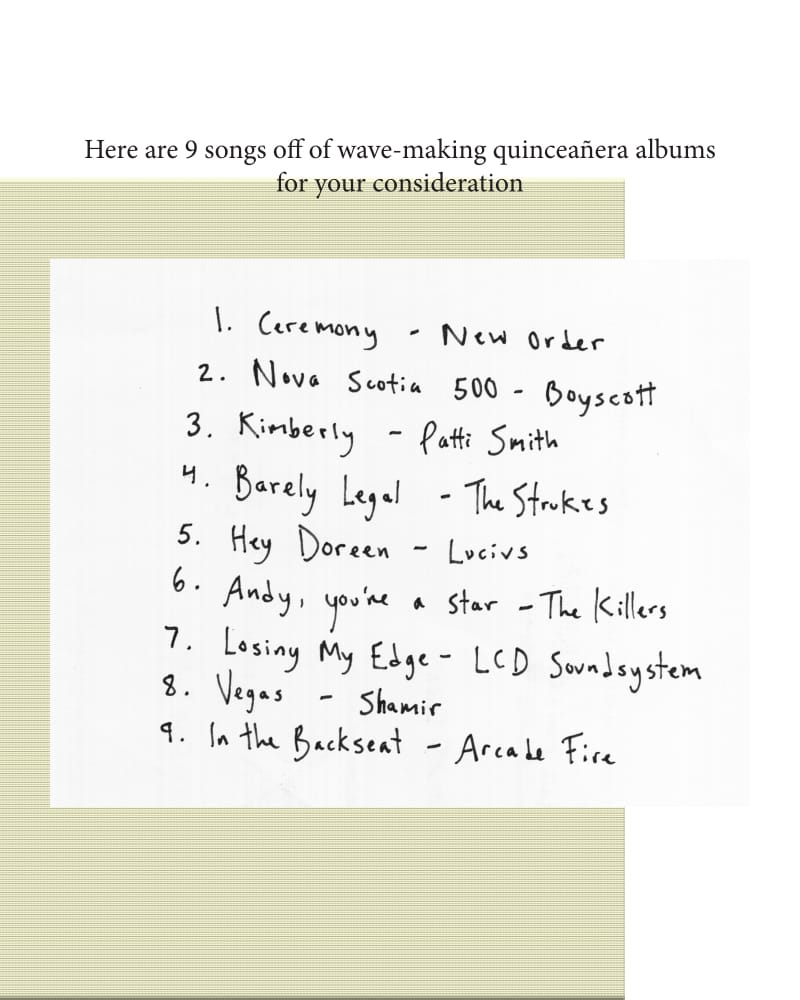 Here are 9 songs off of wave-making quinceañera albums
for your consideration
1. Ceremony - New Order
2. Nova Scotia 500 - Boyscott
3. Kimberly - Patti Smith
4. Barely Legal - The Strokes
5. Hey Doreen - Lucius
6. Andy, you're a star - The Killers
7. Losing My Edge - LCD Soundsystem
8. Vegas - Shamir
9. In the Backseat - Arcade Fire